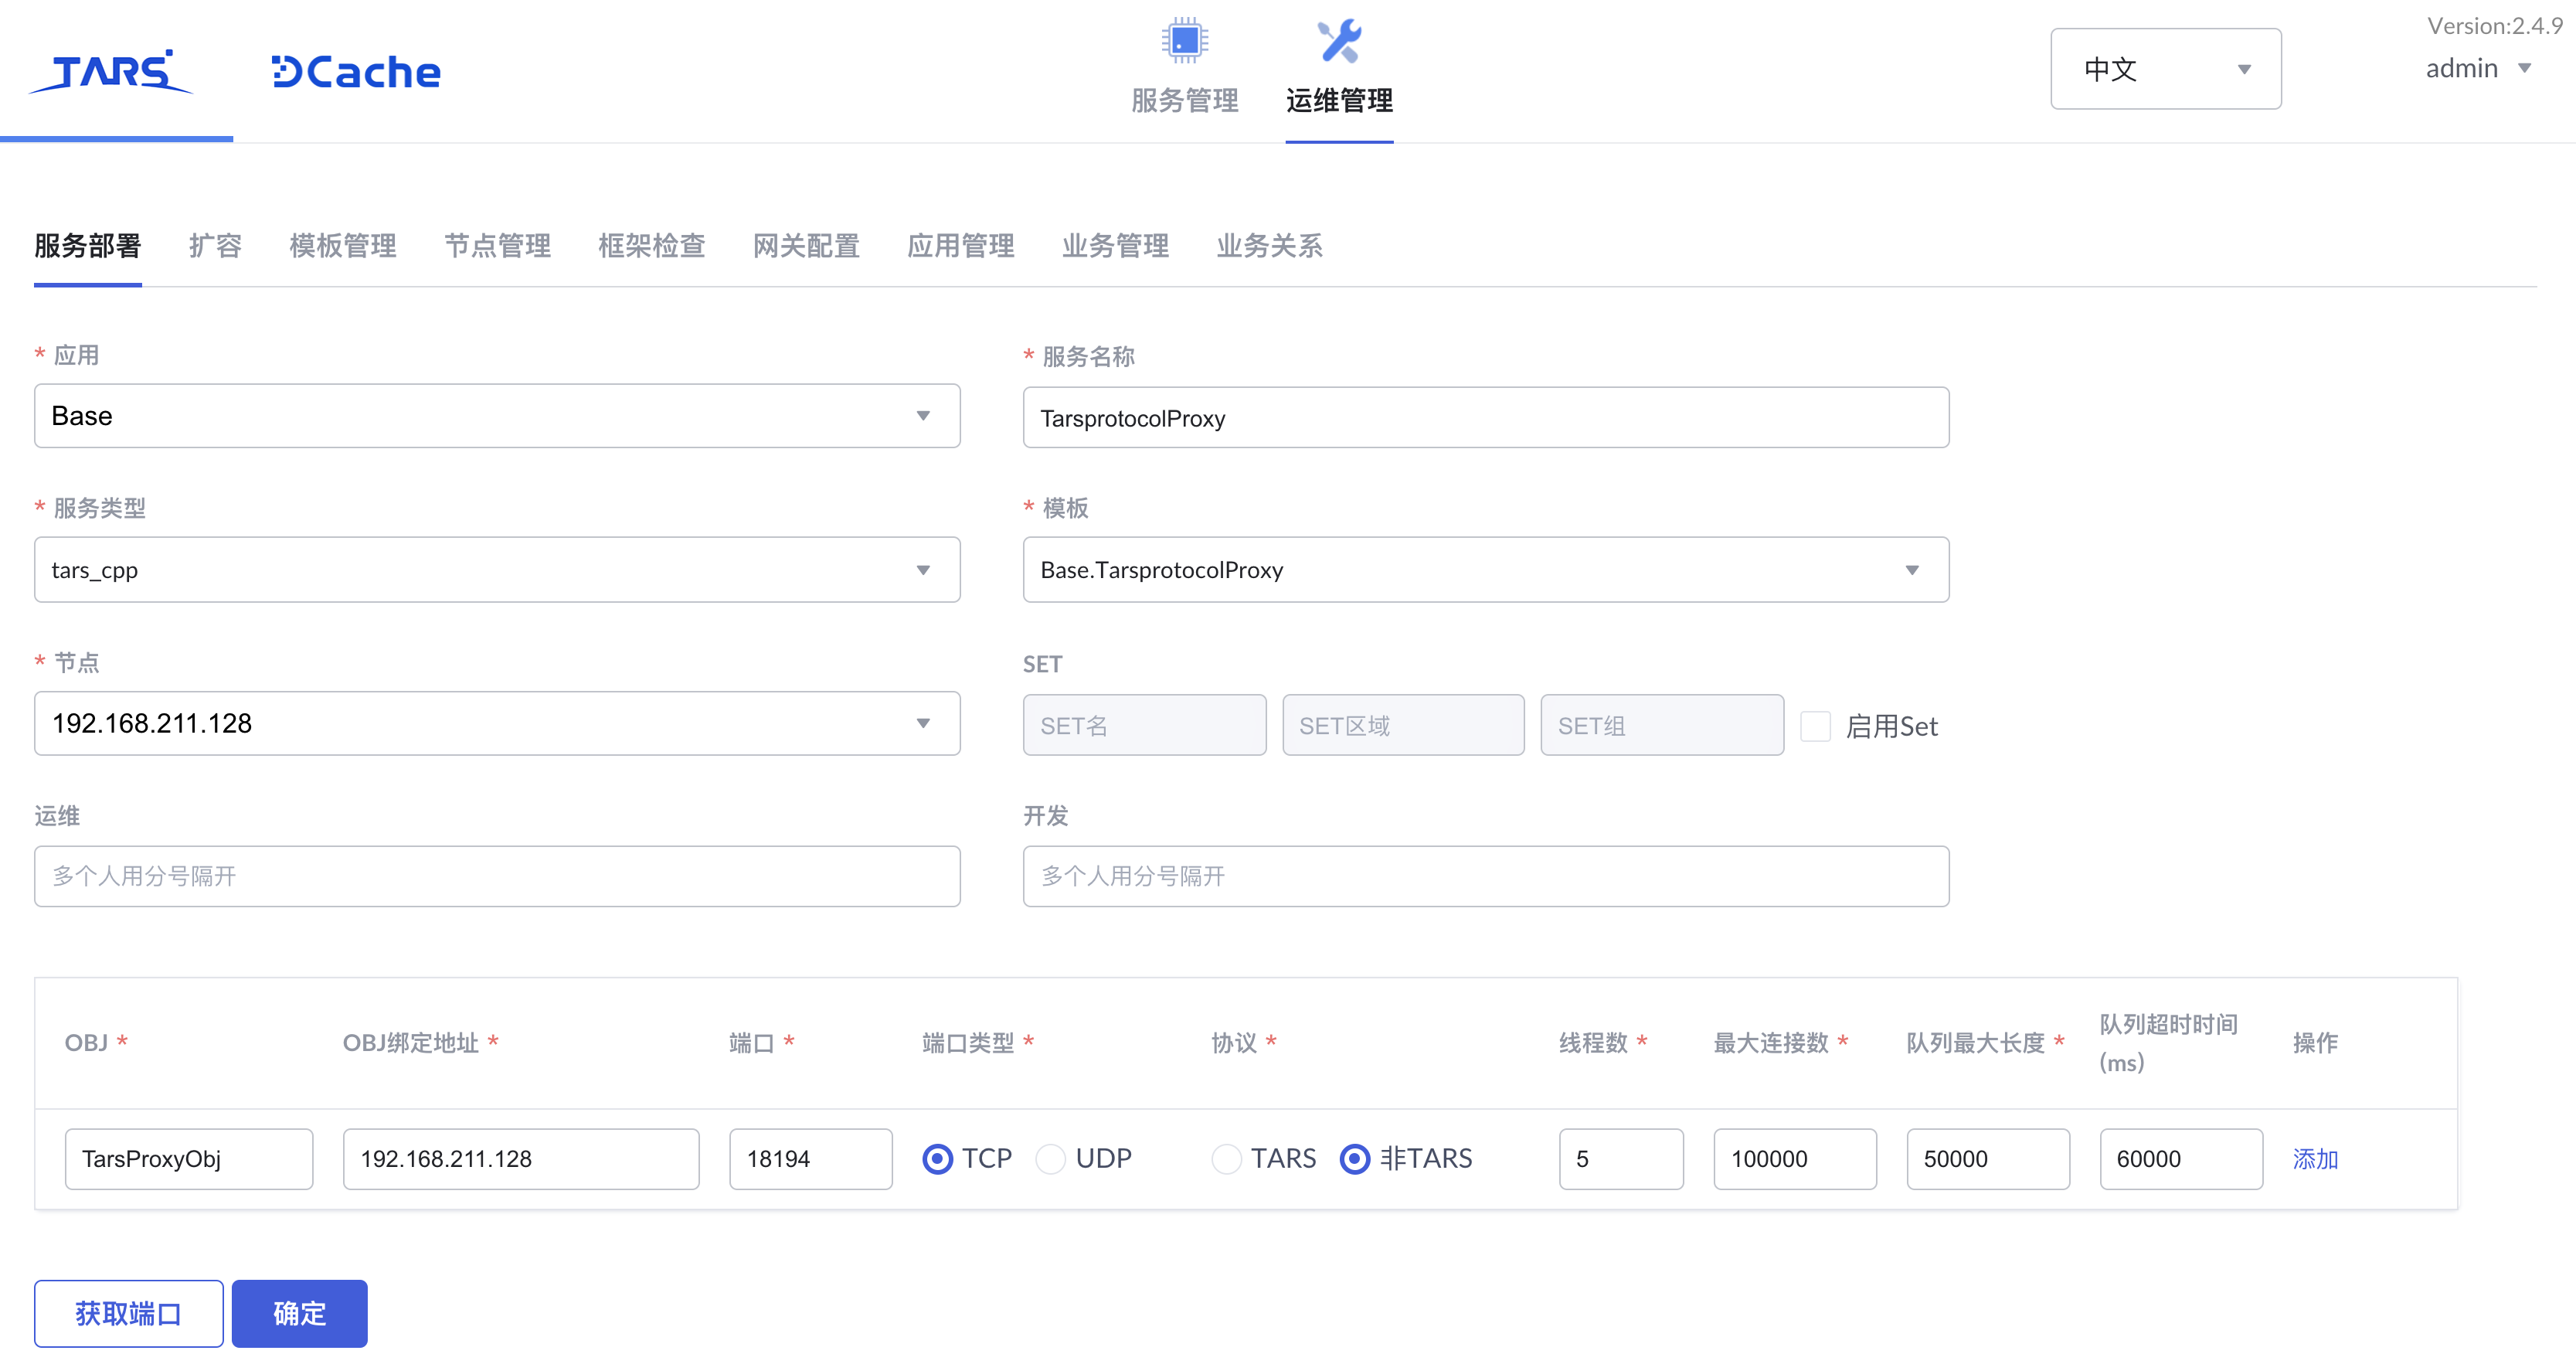 TARS
DCache
服务管理
运维管理
中文
Version:2.4.9
admin
服务部署 扩容 模板管理 节点管理 框架检查 网关配置 应用管理 业务管理 业务关系
* 应用
Base
* 服务名称
TarsprotocolProxy
* 服务类型
tars_cpp
* 模板
Base.TarsprotocolProxy
* 节点
192.168.211.128
SET
SET名 SET区域 SET组 启用Set
运维
多个人用分号隔开
开发
多个人用分号隔开
OBJ * OBJ绑定地址 * 端口 * 端口类型 * 协议 * 线程数 * 最大连接数 * 队列最大长度 * 队列超时时间
(ms) 操作
TarsProxyObj 192.168.211.128 18194 TCP UDP TARS 非TARS 5 100000 50000 60000 添加
获取端口 确定